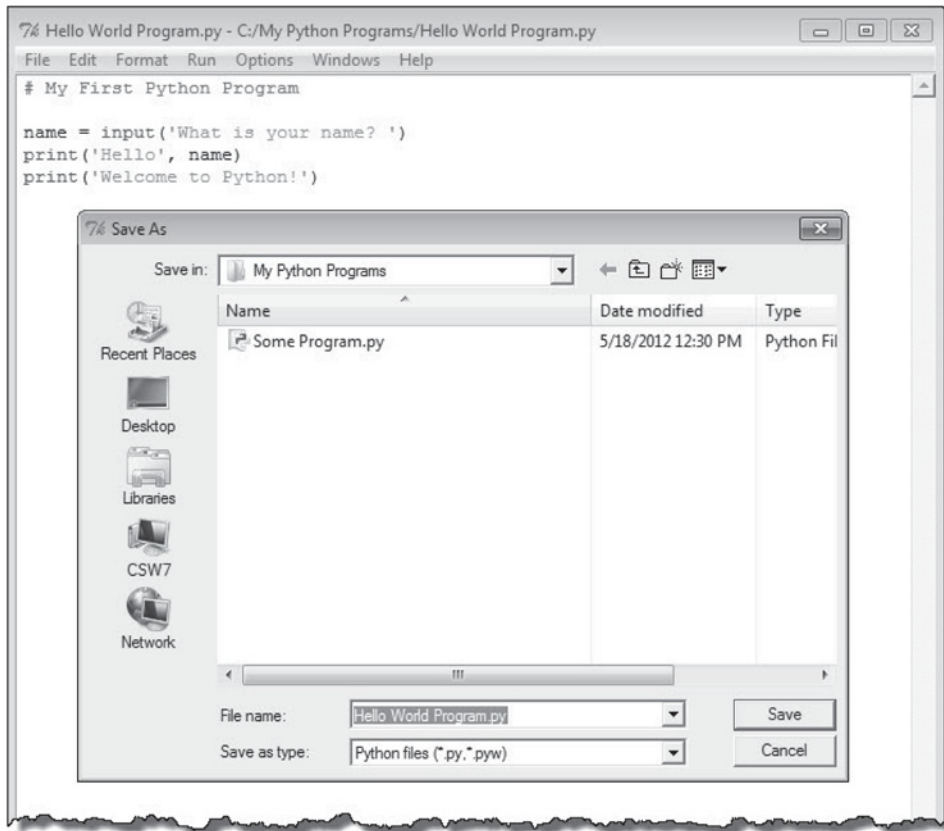 Hello World Program.py - C:/My Python Programs/Hello World Program.py
File Edit Format Run Options Windows Help
# My First Python Program
name = input('What is your name? ')
print('Hello', name)
print('Welcome to Python!')
Save As
Save in: My Python Programs
Name Date modified Type
Some Program.py 5/18/2012 12:30 PM Python Fil
Recent Places
Desktop
Libraries
CSW7
Network
File name: Hello World Program.py Save
Save as type: Python files (*.py,*.pyw) Cancel